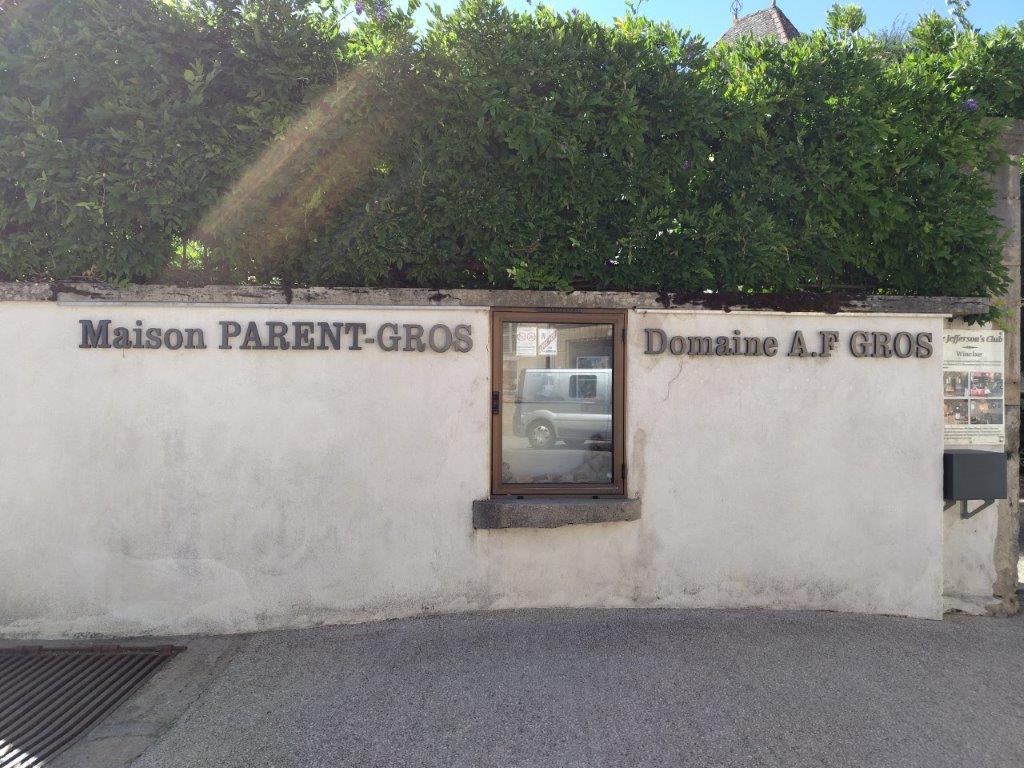 Maison PARENT-GROS
Domaine A.F GROS
Jefferson's Club
Wine bar